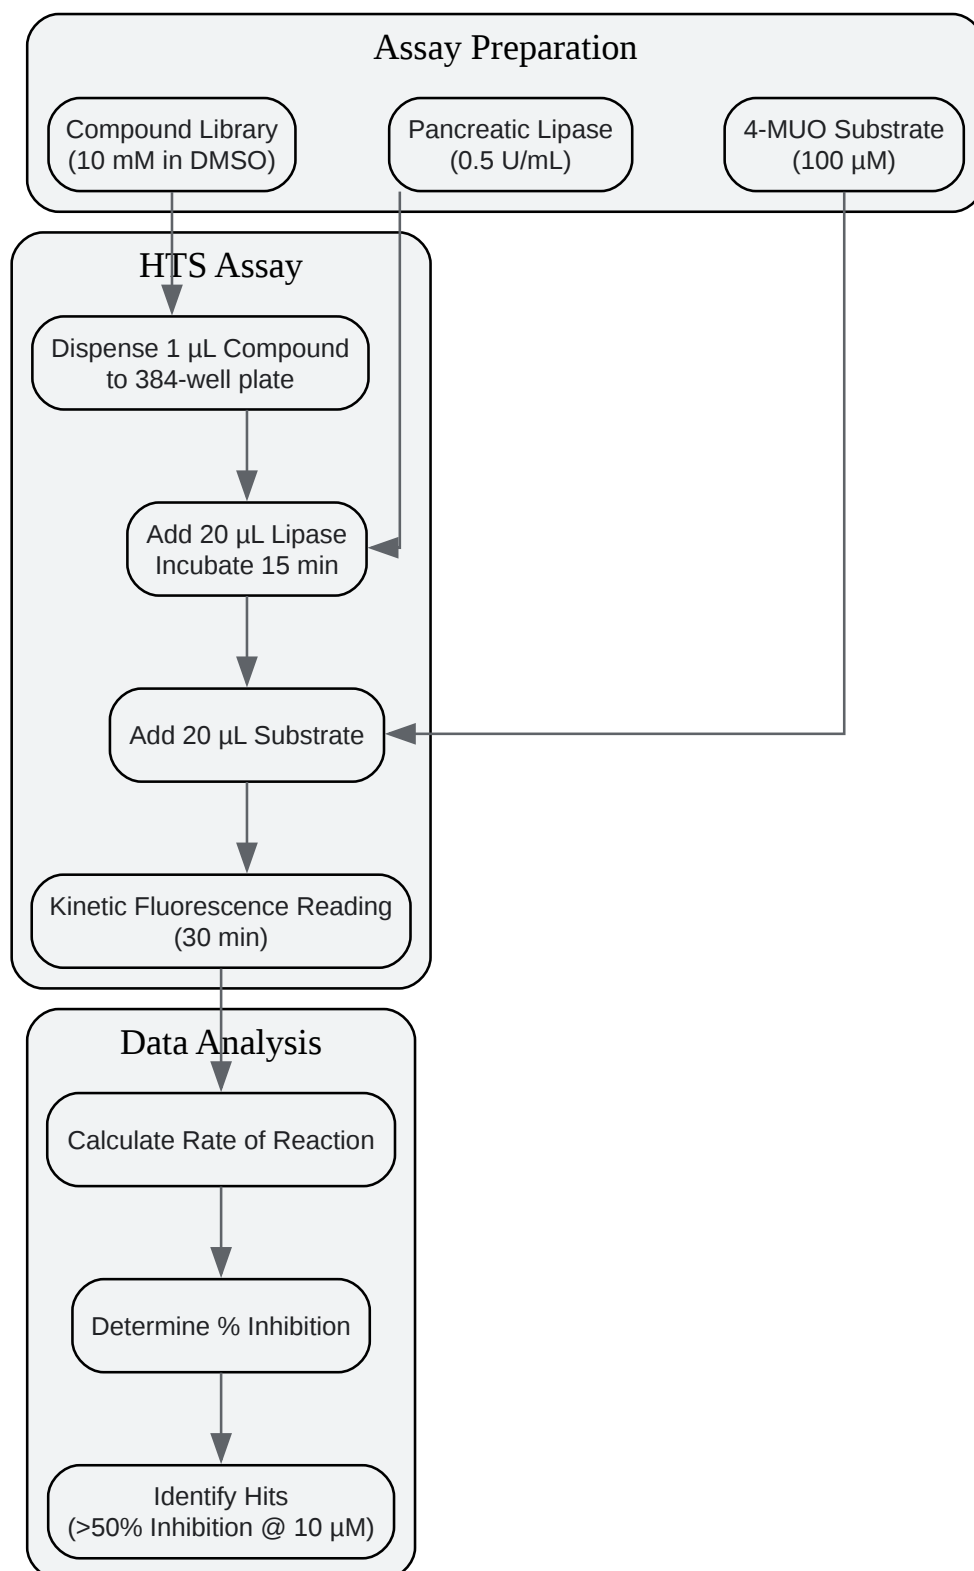 Assay Preparation
Compound Library
(10 mM in DMSO)
Pancreatic Lipase
(0.5 U/mL)
4-MUO Substrate
(100 µM)
HTS Assay
Dispense 1 µL Compound
to 384-well plate
Add 20 µL Lipase
Incubate 15 min
Add 20 µL Substrate
Kinetic Fluorescence Reading
(30 min)
Data Analysis
Calculate Rate of Reaction
Determine % Inhibition
Identify Hits
(>50% Inhibition @ 10 µM)